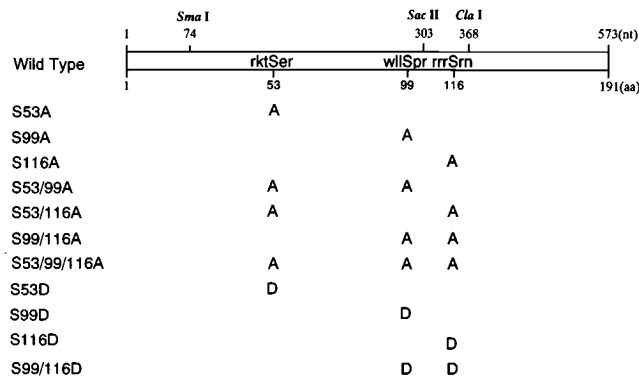 Sma I Sac II Cla I
1 74 303 368 573(nt)
Wild Type rktSer wllSpr rrrSrn
1 53 99 116 191(aa)
S53A A
S99A A
S116A A
S53/99A A A
S53/116A A A
S99/116A A A
S53/99/116A A A A
S53D D
S99D D
S116D D
S99/116D D D